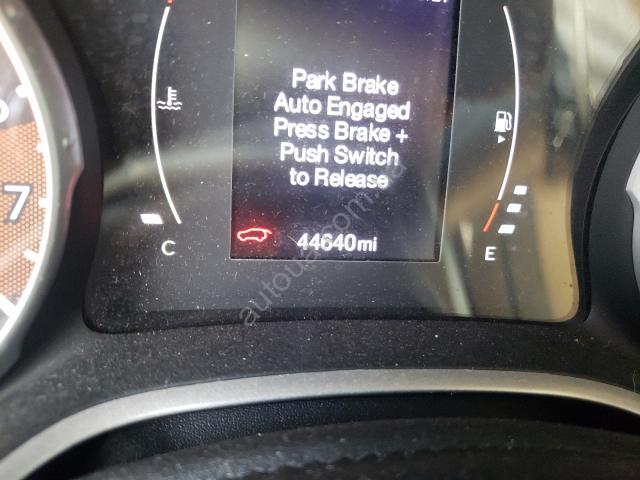 Park Brake
Auto Engaged
Press Brake +
Push Switch
to Release
44640mi
C
E
7